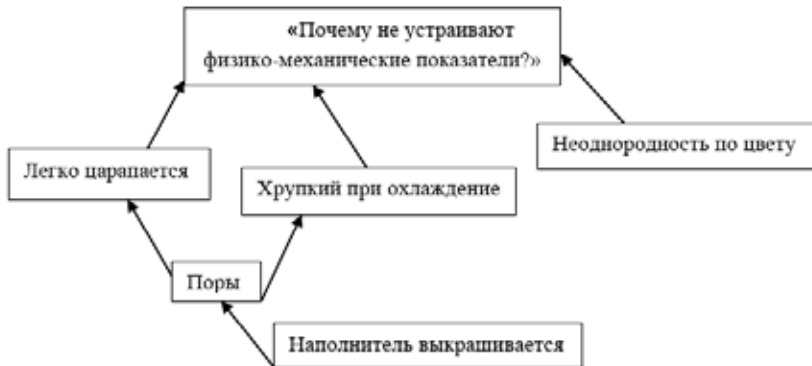 «Почему не устраивают
физико-механические показатели?»
Неоднородность по цвету
Легко царапается
Хрупкий при охлаждение
Поры
Наполнитель выкрашивается